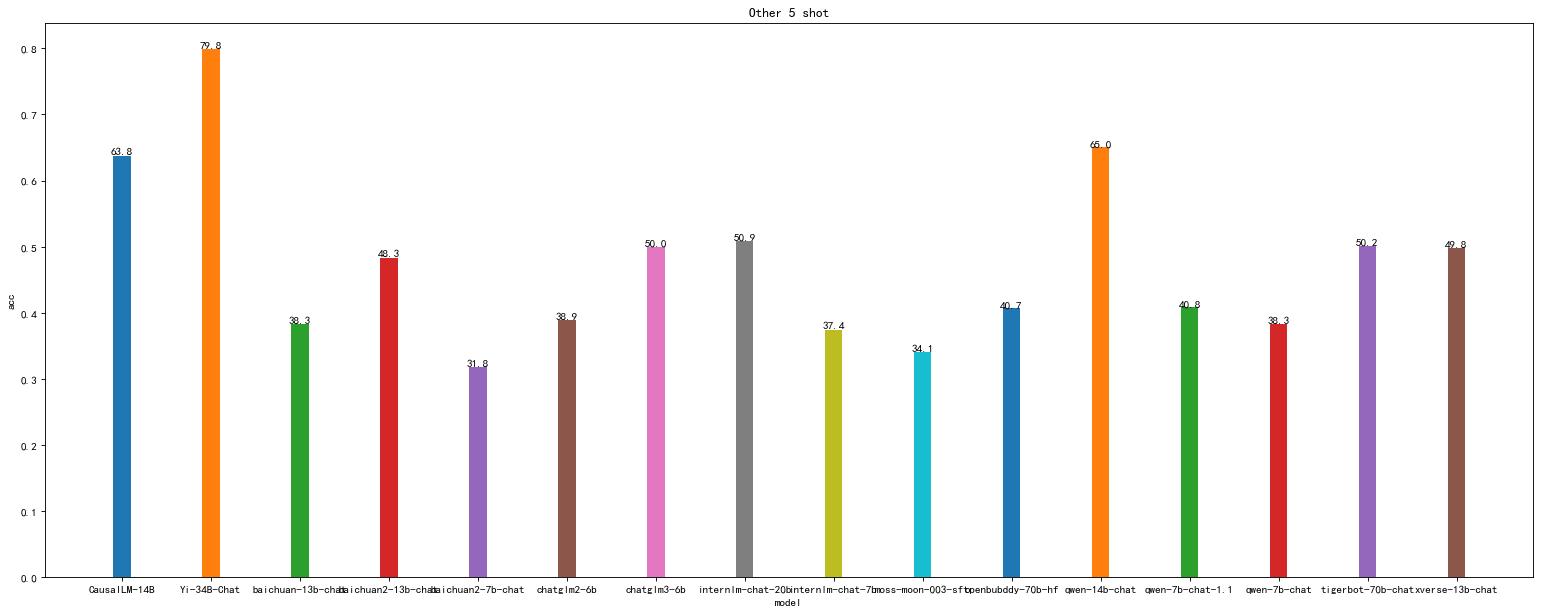 Other 5 shot
acc
0.8
0.7
0.6
0.5
0.4
0.3
0.2
0.1
0.0
63.8
79.8
38.3
48.3
31.8
38.9
50.0
50.9
37.4
34.1
40.7
65.0
40.8
38.3
50.2
49.8
CausalLM-14B
Yi-34B-Chat
baichuan-13b-chat
baichuan2-13b-chat
baichuan2-7b-chat
chatglm2-6b
chatglm3-6b
internlm-chat-20b
internlm-chat-7b
moss-moon-003-sft
openbubddy-70b-hf
qwen-14b-chat
qwen-7b-chat-1.1
qwen-7b-chat
tigerbot-70b-chat
xverse-13b-chat
model